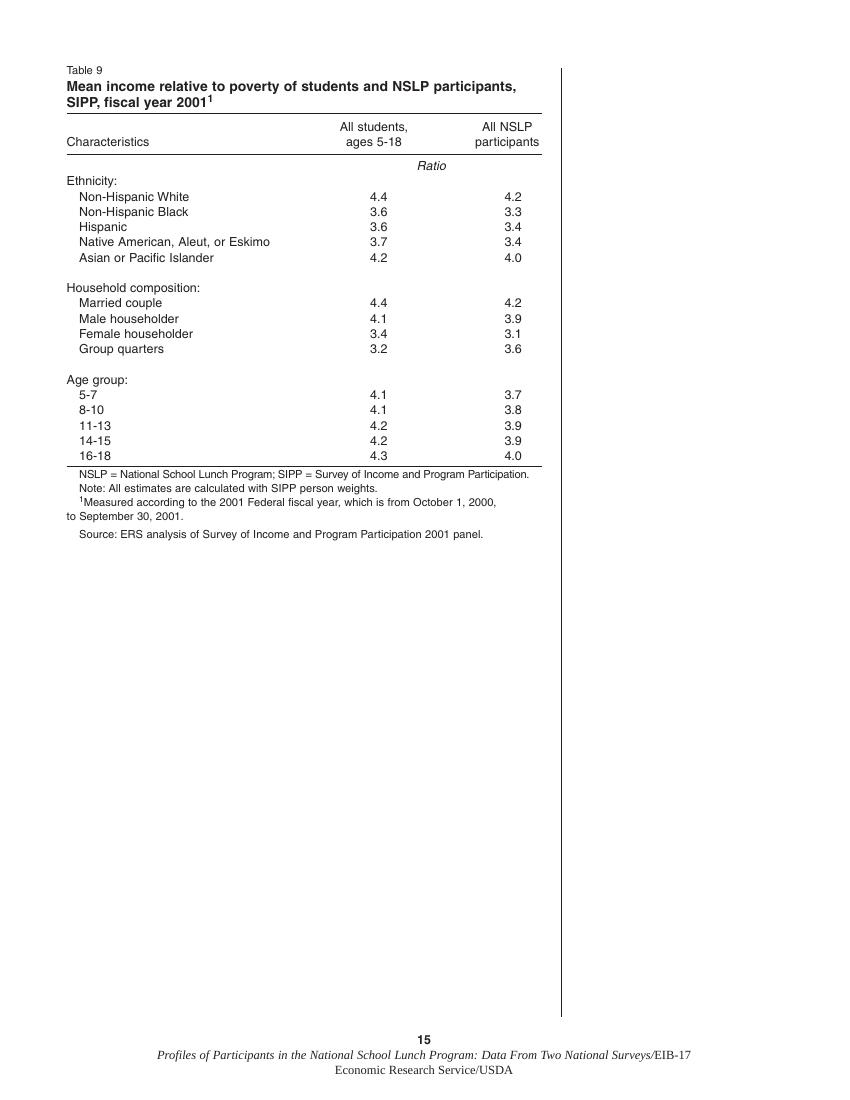 Table 9
Mean income relative to poverty of students and NSLP participants,
SIPP, fiscal year 2001¹
All students, All NSLP
Characteristics ages 5-18 participants
Ratio
Ethnicity:
Non-Hispanic White 4.4 4.2
Non-Hispanic Black 3.6 3.3
Hispanic 3.6 3.4
Native American, Aleut, or Eskimo 3.7 3.4
Asian or Pacific Islander 4.2 4.0
Household composition:
Married couple 4.4 4.2
Male householder 4.1 3.9
Female householder 3.4 3.1
Group quarters 3.2 3.6
Age group:
5-7 4.1 3.7
8-10 4.1 3.8
11-13 4.2 3.9
14-15 4.2 3.9
16-18 4.3 4.0
NSLP = National School Lunch Program; SIPP = Survey of Income and Program Participation.
Note: All estimates are calculated with SIPP person weights.
¹Measured according to the 2001 Federal fiscal year, which is from October 1, 2000,
to September 30, 2001.
Source: ERS analysis of Survey of Income and Program Participation 2001 panel.
15
Profiles of Participants in the National School Lunch Program: Data From Two National Surveys/EIB-17
Economic Research Service/USDA